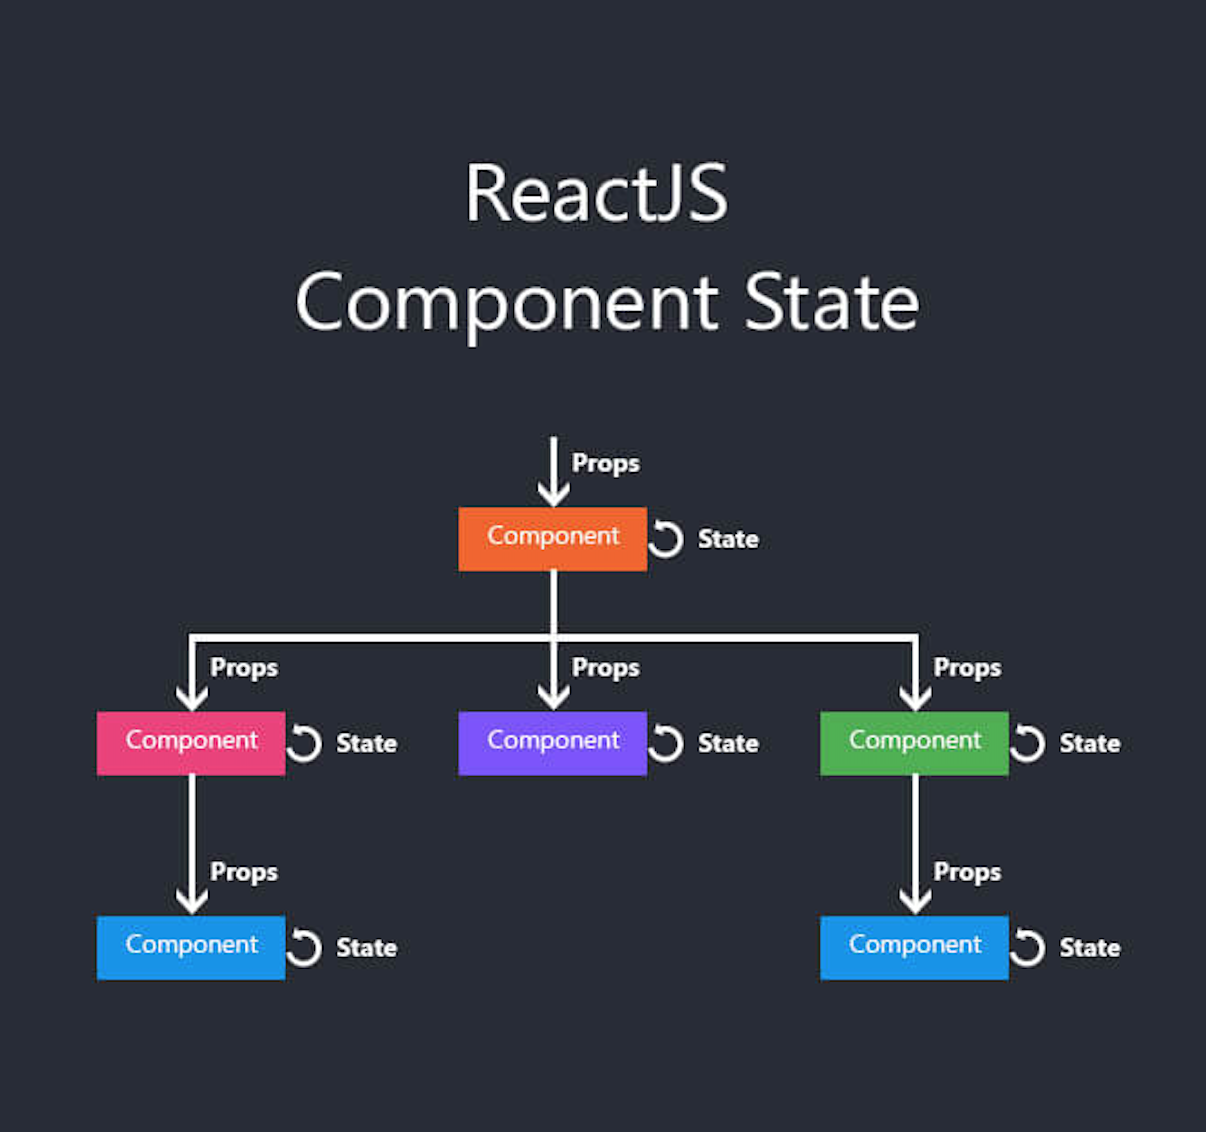 ReactJS
Component State
Props
Component State
Props Props Props
Component State Component State Component State
Props Props
Component State Component State